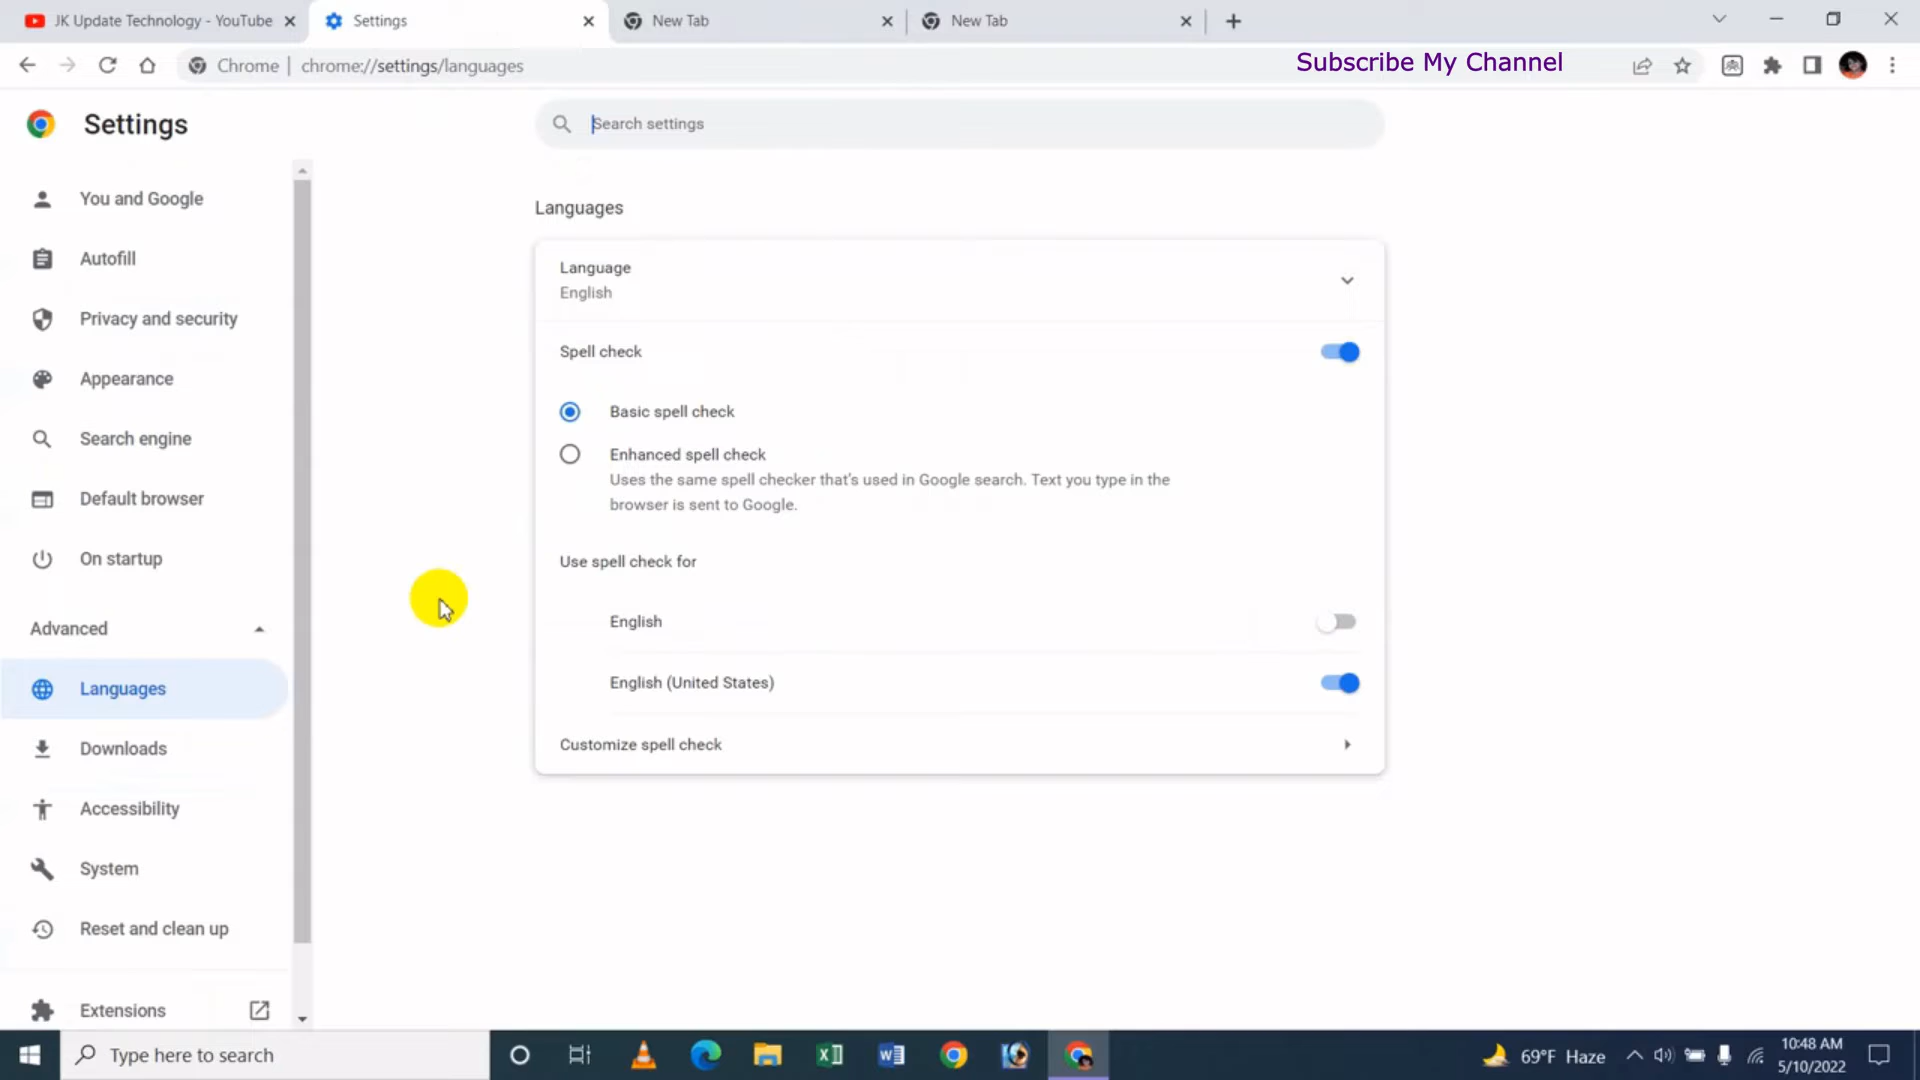 JK Update Technology - YouTube
Settings
New Tab
New Tab
Chrome | chrome://settings/languages
Subscribe My Channel
Settings
Search settings
You and Google
Autofill
Privacy and security
Appearance
Search engine
Default browser
On startup
Advanced
Languages
Downloads
Accessibility
System
Reset and clean up
Extensions
Languages
Language
English
Spell check
Basic spell check
Enhanced spell check
Uses the same spell checker that's used in Google search. Text you type in the
browser is sent to Google.
Use spell check for
English
English (United States)
Customize spell check
Type here to search
69°F Haze
10:48 AM
5/10/2022